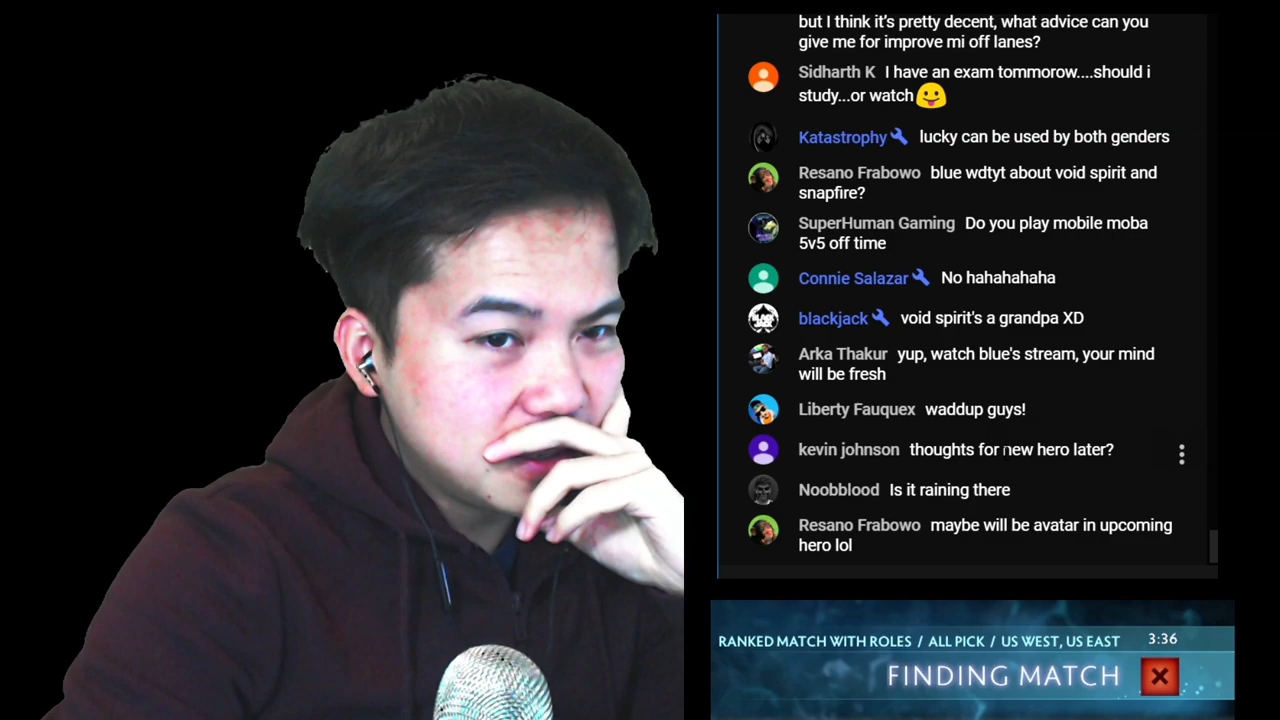 but I think it's pretty decent, what advice can you
give me for improve mi off lanes?
Sidharth K I have an exam tommorow....should i
study...or watch😛
Katastrophy lucky can be used by both genders
Resano Frabowo blue wdtyt about void spirit and
snapfire?
SuperHuman Gaming Do you play mobile moba
5v5 off time
Connie Salazar No hahahahaha
blackjack void spirit's a grandpa XD
Arka Thakur yup, watch blue's stream, your mind
will be fresh
Liberty Fauquex waddup guys!
kevin johnson thoughts for new hero later?
Noobblood Is it raining there
Resano Frabowo maybe will be avatar in upcoming
hero lol
RANKED MATCH WITH ROLES / ALL PICK / US WEST, US EAST 3:36
FINDING MATCH